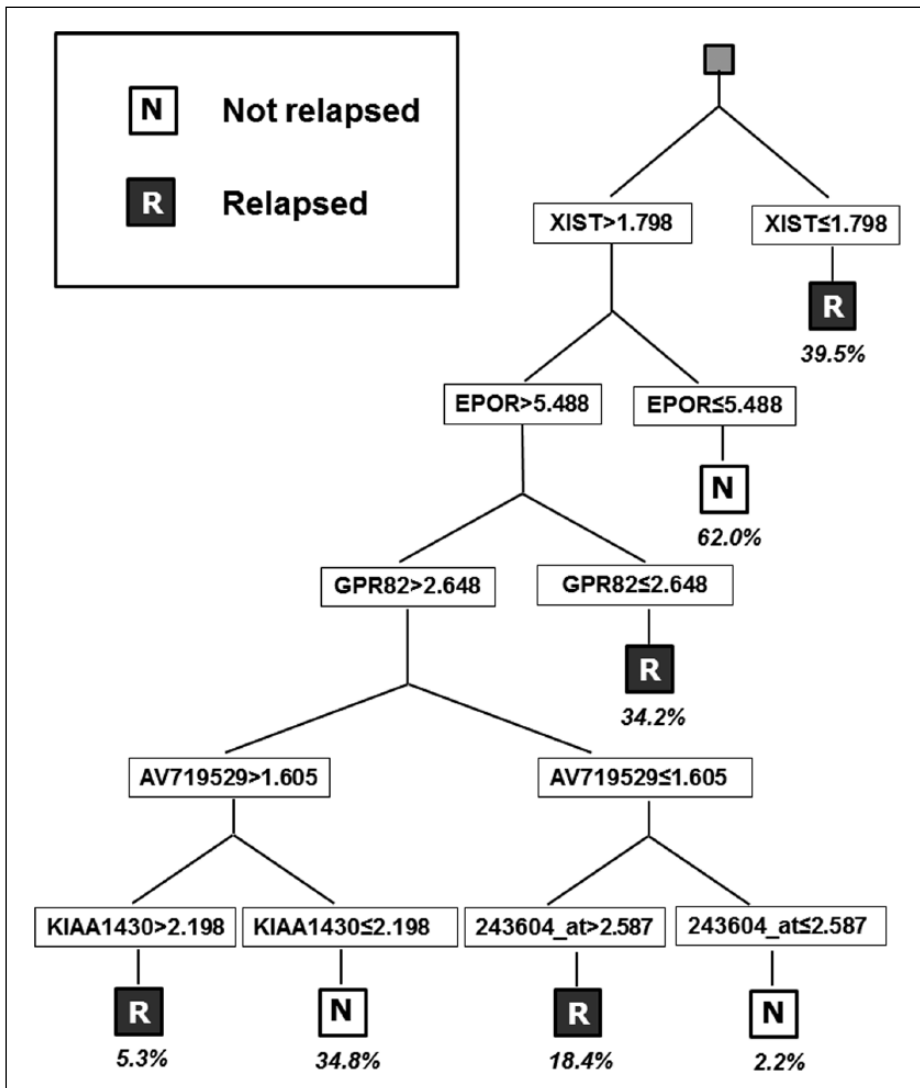 N Not relapsed
R Relapsed
XIST>1.798 XIST≤1.798
R
39.5%
EPOR>5.488 EPOR≤5.488
N
62.0%
GPR82>2.648 GPR82≤2.648
R
34.2%
AV719529>1.605 AV719529≤1.605
KIAA1430>2.198 KIAA1430≤2.198 243604_at>2.587 243604_at≤2.587
R N R N
5.3% 34.8% 18.4% 2.2%